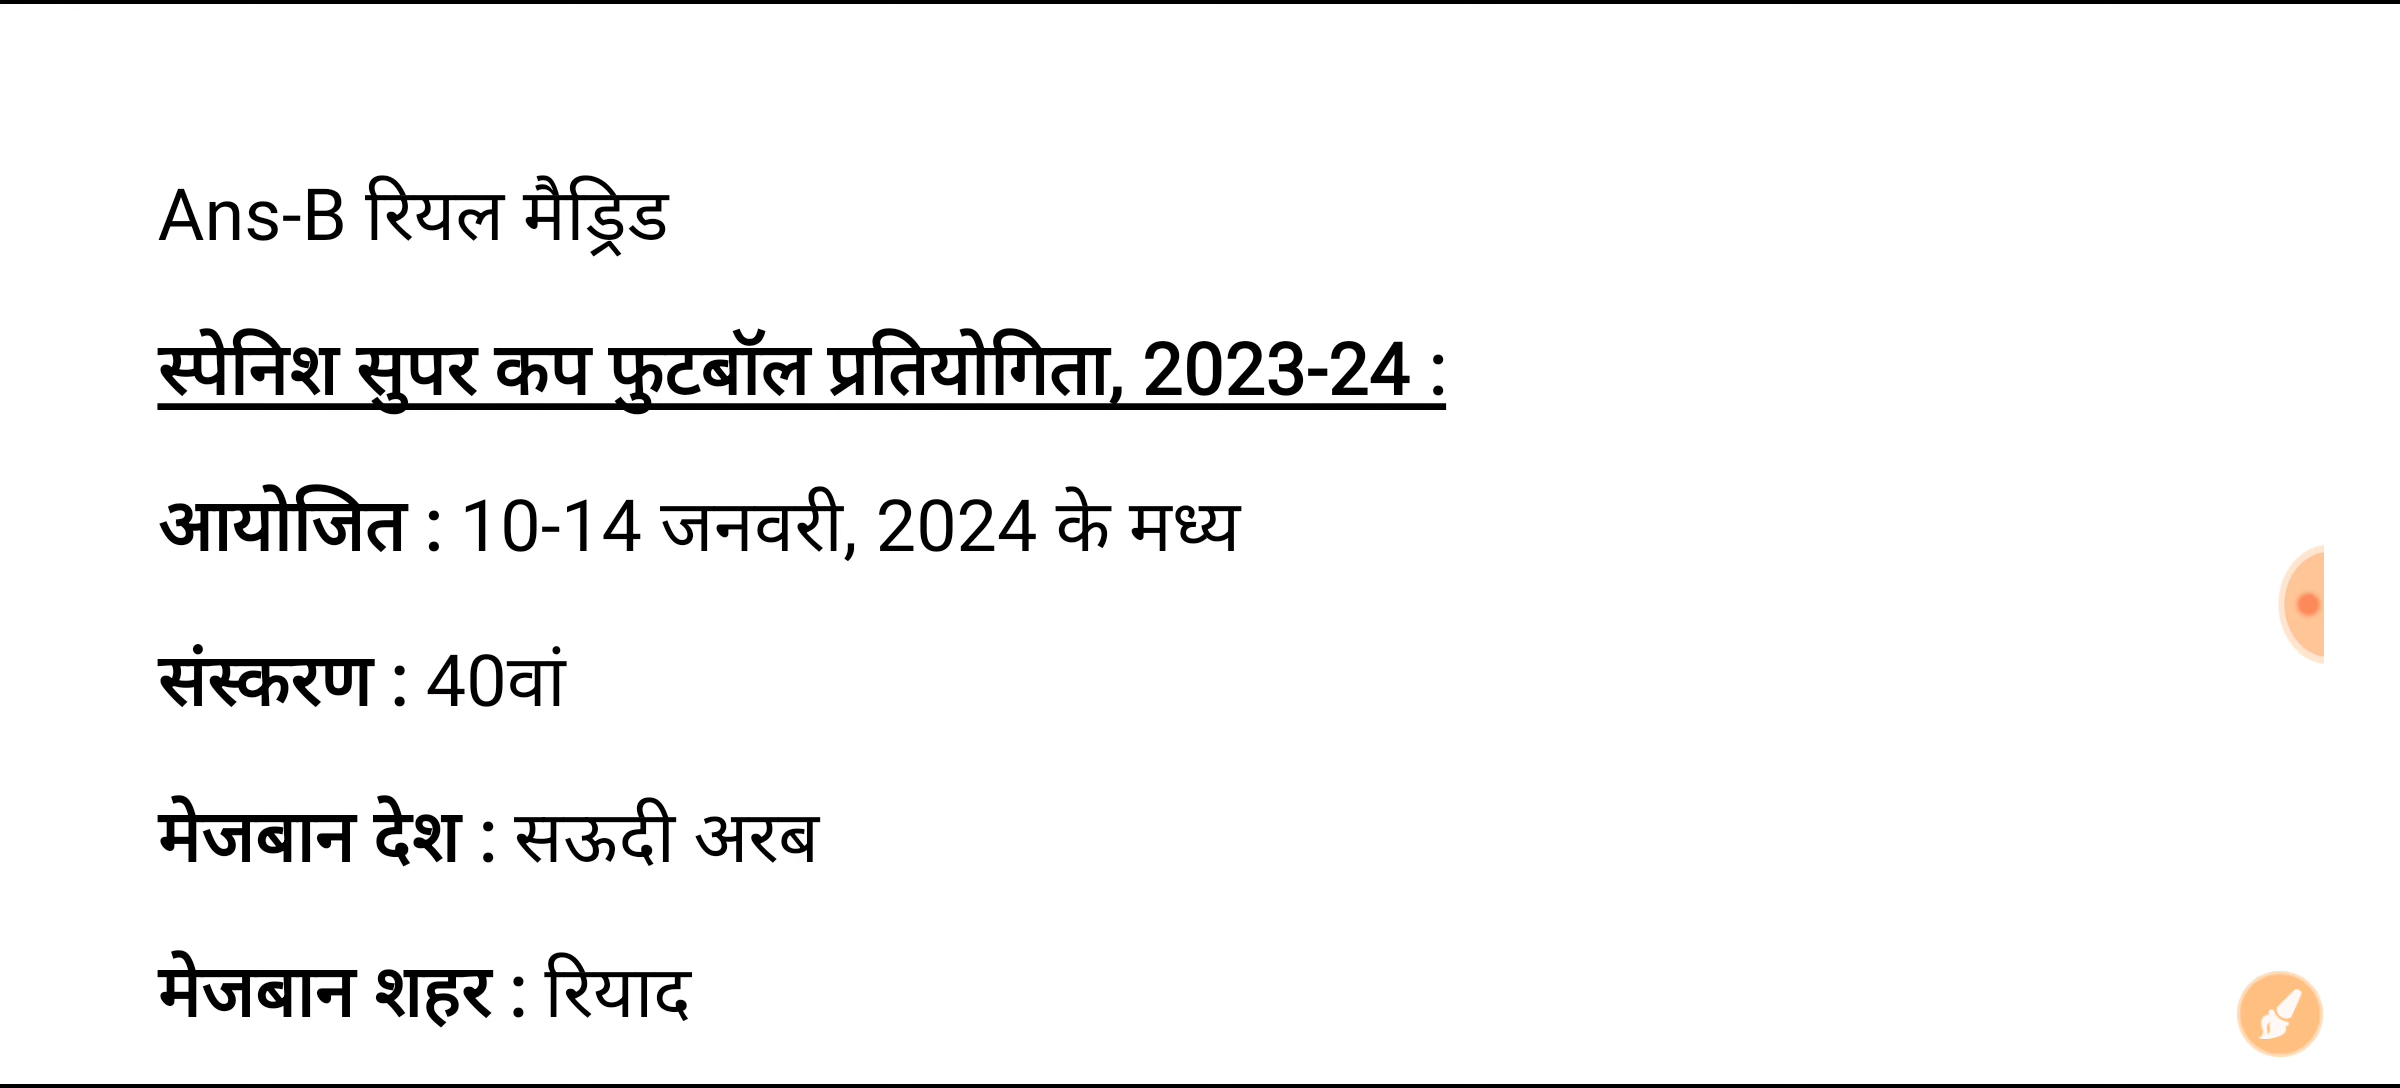 Ans-B रियल मैड्रिड
स्पेनिश सुपर कप फुटबॉल प्रतियोगिता, 2023-24 :
आयोजित : 10-14 जनवरी, 2024 के मध्य
संस्करण : 40वां
मेजबान देश : सऊदी अरब
मेजबान शहर : रियाद